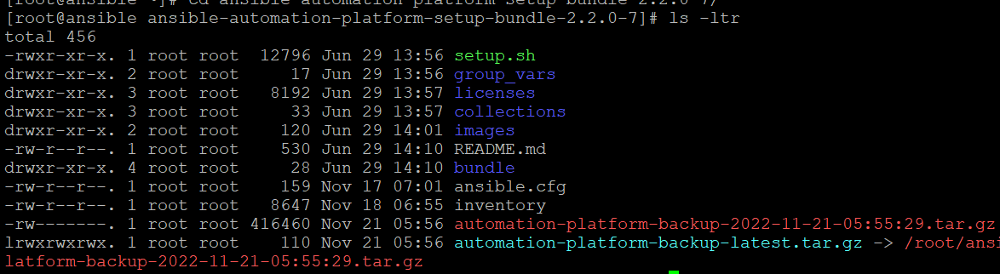 [root@ansible ~]# cd ansible-automation-platform-setup-bundle-2.2.0-7/
[root@ansible ansible-automation-platform-setup-bundle-2.2.0-7]# ls -ltr
total 456
-rwxr-xr-x. 1 root root  12796 Jun 29 13:56 setup.sh
drwxr-xr-x. 2 root root     17 Jun 29 13:56 group_vars
drwxr-xr-x. 3 root root   8192 Jun 29 13:57 licenses
drwxr-xr-x. 3 root root     33 Jun 29 13:57 collections
drwxr-xr-x. 2 root root    120 Jun 29 14:01 images
-rw-r--r--. 1 root root    530 Jun 29 14:10 README.md
drwxr-xr-x. 4 root root     28 Jun 29 14:10 bundle
-rw-r--r--. 1 root root    159 Nov 17 07:01 ansible.cfg
-rw-r--r--. 1 root root   8647 Nov 18 06:55 inventory
-rw-------. 1 root root 416460 Nov 21 05:56 automation-platform-backup-2022-11-21-05:55:29.tar.gz
lrwxrwxrwx. 1 root root    110 Nov 21 05:56 automation-platform-backup-latest.tar.gz -> /root/ansi
latform-backup-2022-11-21-05:55:29.tar.gz